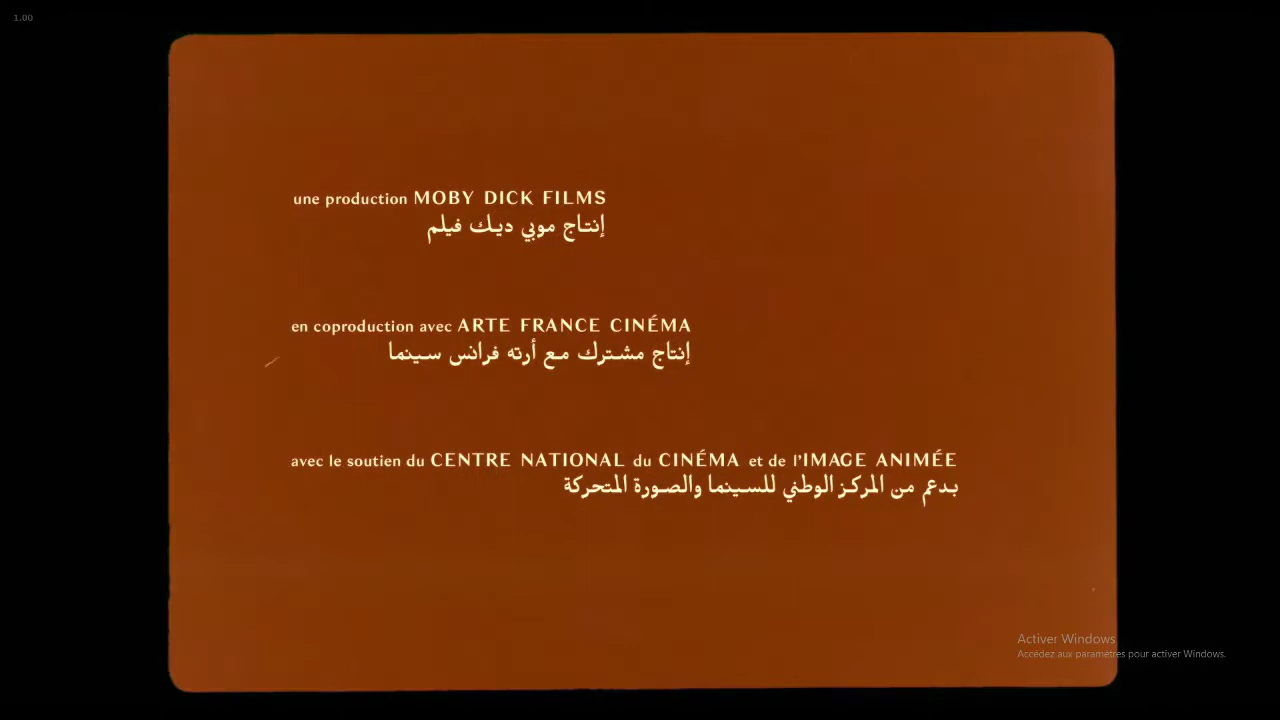 1.00
une production MOBY DICK FILMS
إنتاج موبي ديك فيلم
en coproduction avec ARTE FRANCE CINÉMA
إنتاج مشترك مع أرته فرانس سينما
avec le soutien du CENTRE NATIONAL du CINÉMA et de l'IMAGE ANIMÉE
بدعم من المركز الوطني للسينما والصورة المتحركة
Activer Windows
Accédez aux paramètres pour activer Windows.